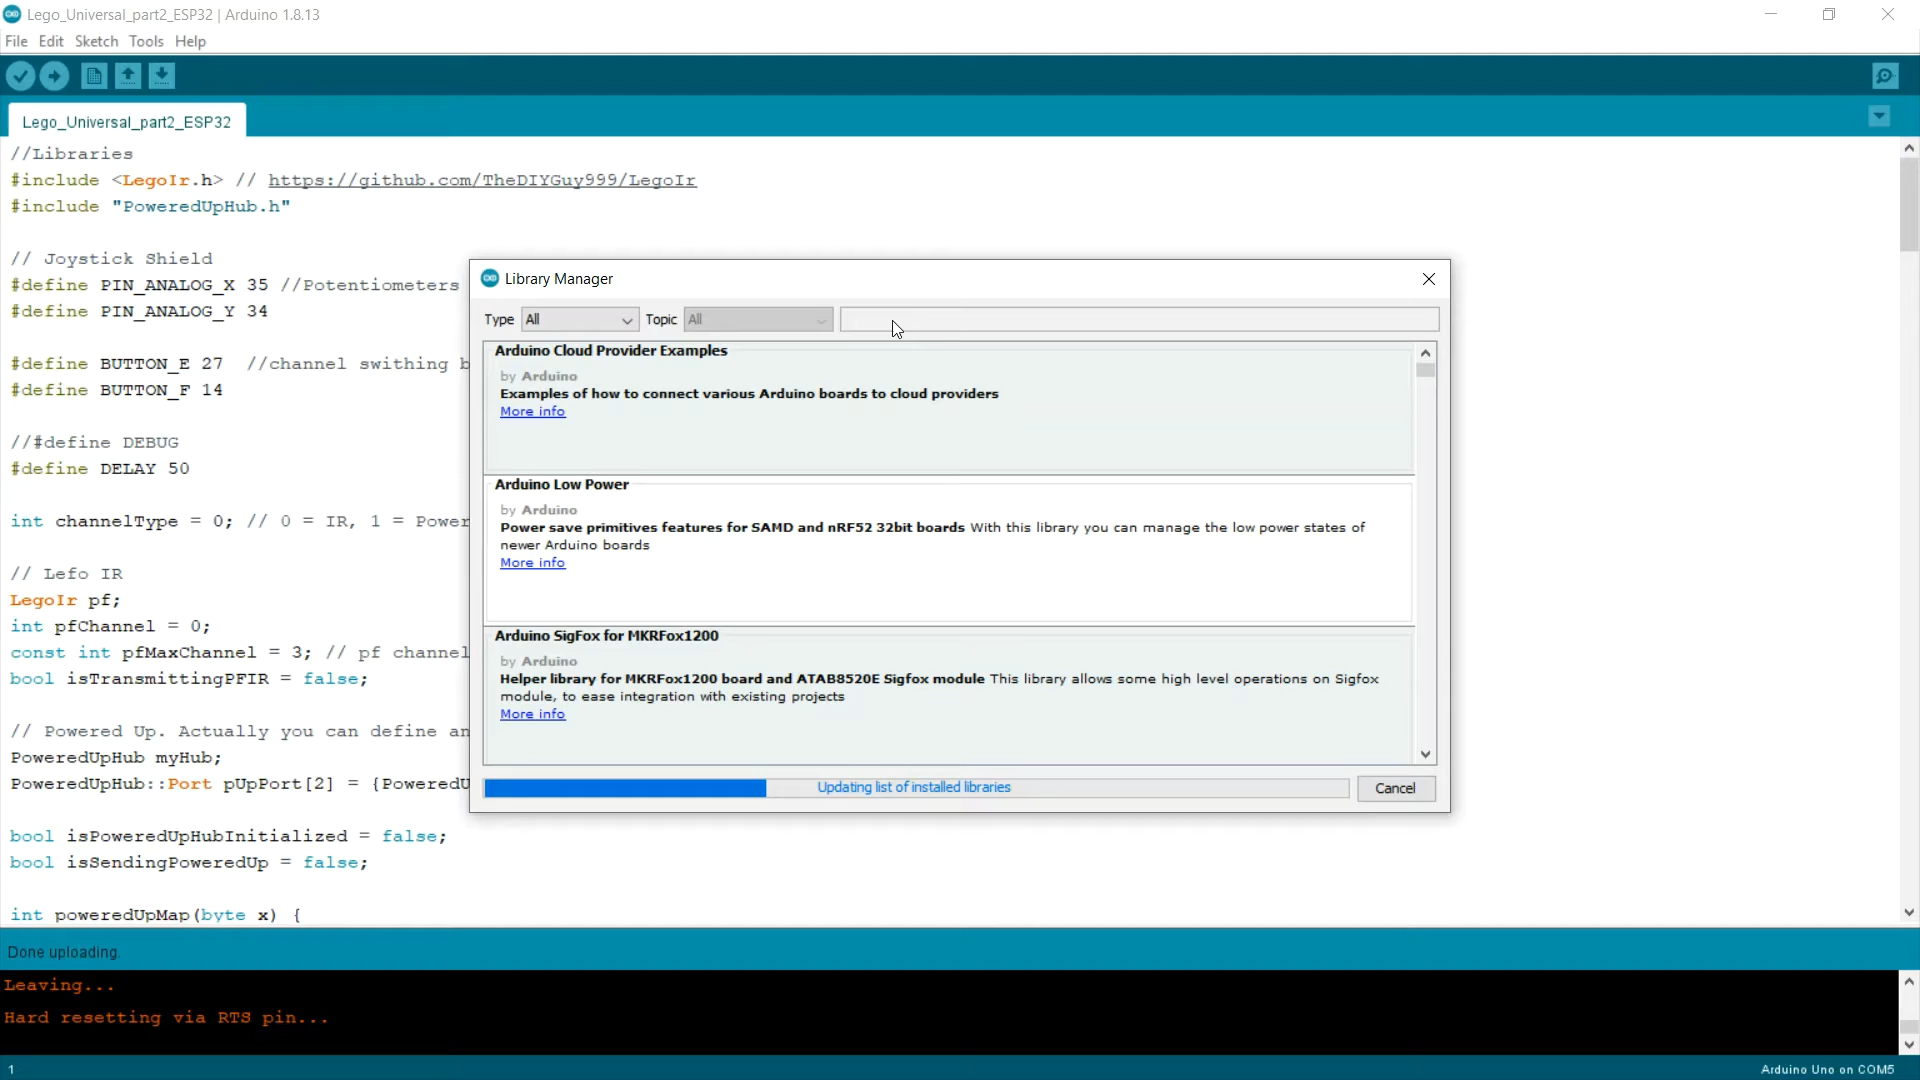 Lego_Universal_part2_ESP32 | Arduino 1.8.13
File Edit Sketch Tools Help
Lego_Universal_part2_ESP32
//Libraries
#include <LegoIr.h> // https://github.com/TheDIYGuy999/LegoIr
#include "PoweredUpHub.h"
// Joystick Shield
#define PIN_ANALOG_X 35 //Potentiometers
#define PIN_ANALOG_Y 34
#define BUTTON_E 27  //channel swithing b
#define BUTTON_F 14
//#define DEBUG
#define DELAY 50
int channelType = 0; // 0 = IR, 1 = Power
// Lefo IR
LegoIr pf;
int pfChannel = 0;
const int pfMaxChannel = 3; // pf channel
bool isTransmittingPFIR = false;
// Powered Up. Actually you can define an
PoweredUpHub myHub;
PoweredUpHub::Port pUpPort[2] = {PoweredU
bool isPoweredUpHubInitialized = false;
bool isSendingPoweredUp = false;
int poweredUpMap(byte x) {
Library Manager
Type All Topic All
Arduino Cloud Provider Examples
by Arduino
Examples of how to connect various Arduino boards to cloud providers
More info
Arduino Low Power
by Arduino
Power save primitives features for SAMD and nRF52 32bit boards With this library you can manage the low power states of
newer Arduino boards
More info
Arduino SigFox for MKRFox1200
by Arduino
Helper library for MKRFox1200 board and ATAB8520E Sigfox module This library allows some high level operations on Sigfox
module, to ease integration with existing projects
More info
Updating list of installed libraries
Cancel
Done uploading.
Leaving...
Hard resetting via RTS pin...
1
Arduino Uno on COM5